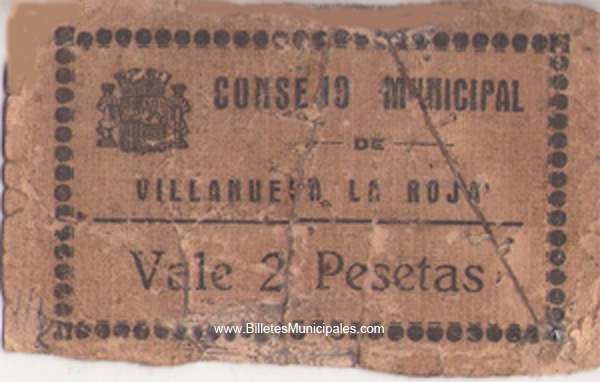 CONSEJO MUNICIPAL
DE
VILLANUEVA LA ROJA
Vale 2 Pesetas
www.BilletesMunicipales.com